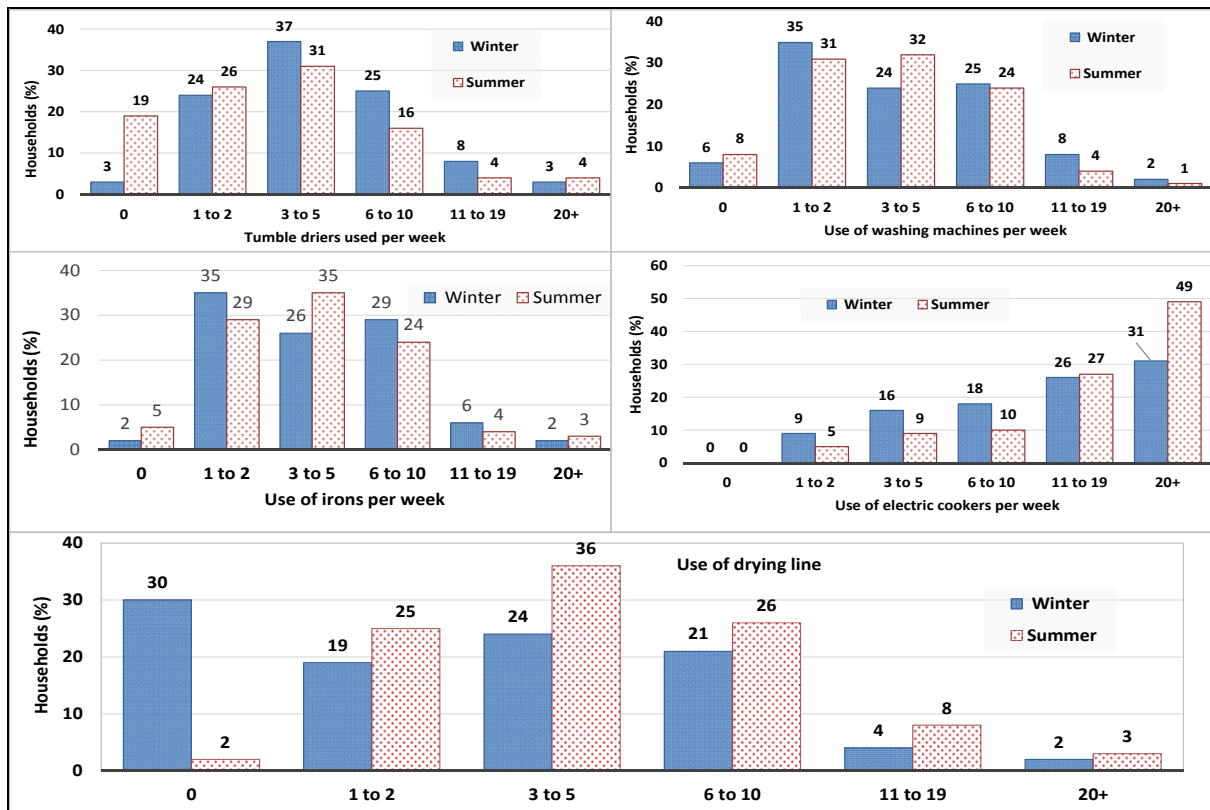 Households (%)
40
30
20
10
0
3 19
24 26
37 31
25 16
8 4
3 4
Winter
Summer
0 1 to 2 3 to 5 6 to 10 11 to 19 20+
Tumble driers used per week
Households (%)
40
30
20
10
0
6 8
35 31
24 32
25 24
8 4
2 1
Winter
Summer
0 1 to 2 3 to 5 6 to 10 11 to 19 20+
Use of washing machines per week
Households (%)
40
30
20
10
0
2 5
35 29
26 35
29 24
6 4
2 3
Winter Summer
0 1 to 2 3 to 5 6 to 10 11 to 19 20+
Use of irons per week
Households (%)
60
50
40
30
20
10
0
0 0
9 5
16 9
18 10
26 27
31 49
Winter Summer
0 1 to 2 3 to 5 6 to 10 11 to 19 20+
Use of electric cookers per week
Use of drying line
Households (%)
40
30
20
10
0
30 2
19 25
24 36
21 26
4 8
2 3
Winter
Summer
0 1 to 2 3 to 5 6 to 10 11 to 19 20+